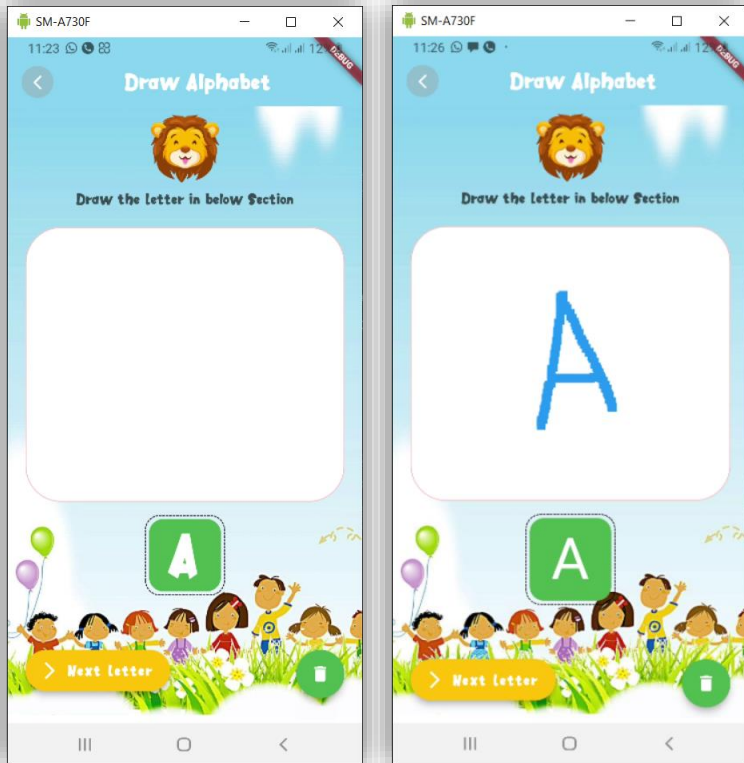 SM-A730F
11:23
DEBUG
Draw Alphabet
Draw the letter in below Section
A
Next letter
SM-A730F
11:26
DEBUG
Draw Alphabet
Draw the letter in below Section
A
A
Next letter